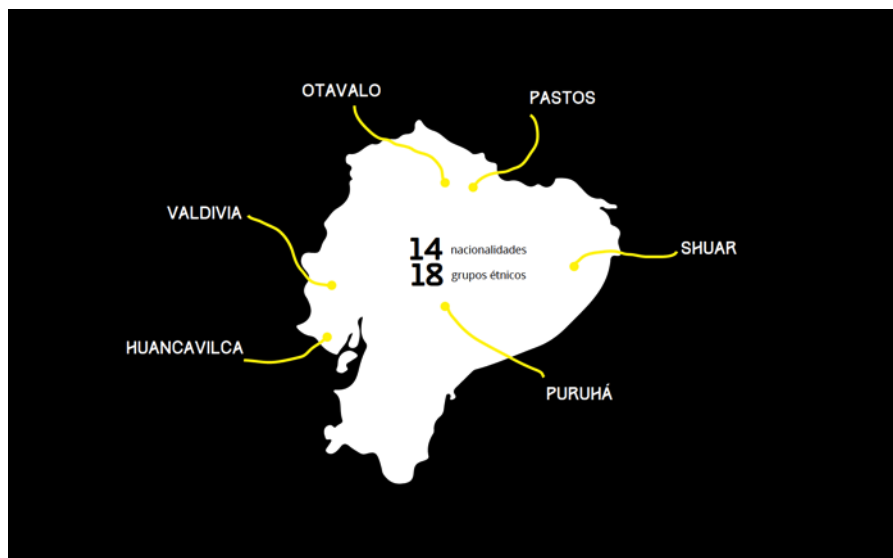 OTAVALO
PASTOS
VALDIVIA
14 nacionalidades
18 grupos étnicos
SHUAR
HUANCAVILCA
PURUHÁ